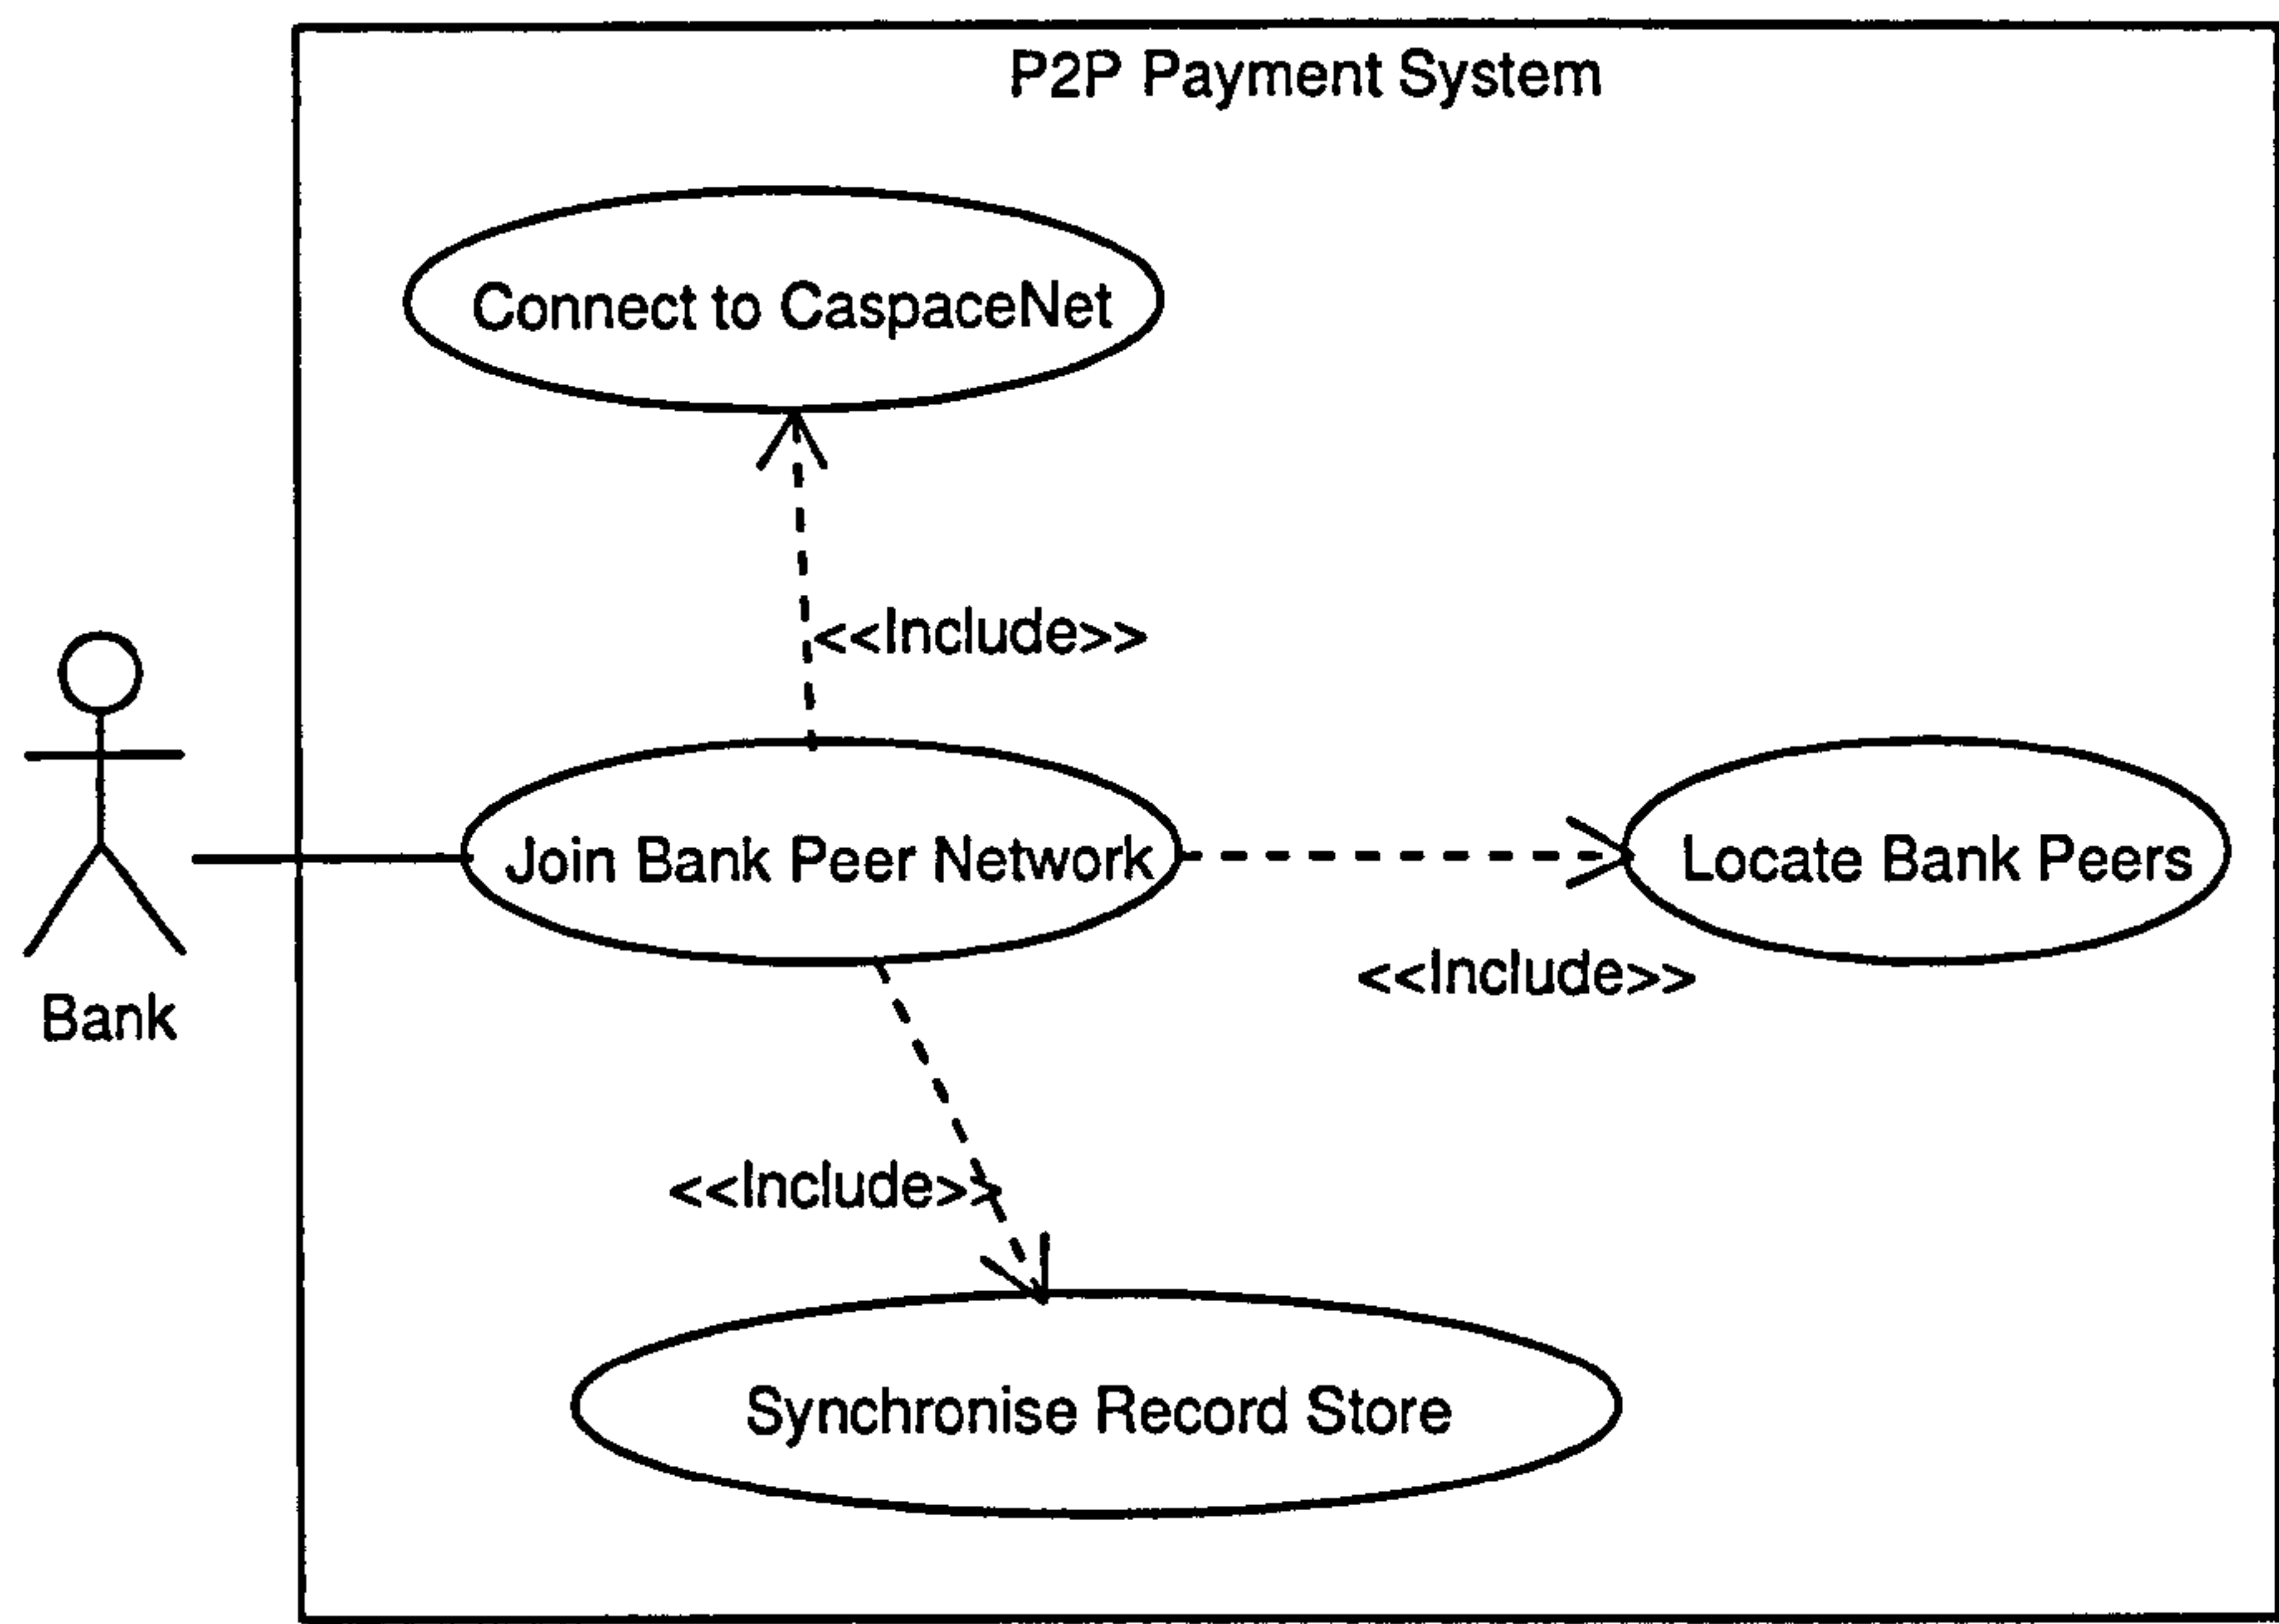 P2P Payment System
Connect to CaspaceNet
<<Include>>
Join Bank Peer Network
Locate Bank Peers
<<Include>>
Bank
<<Include>>
Synchronise Record Store